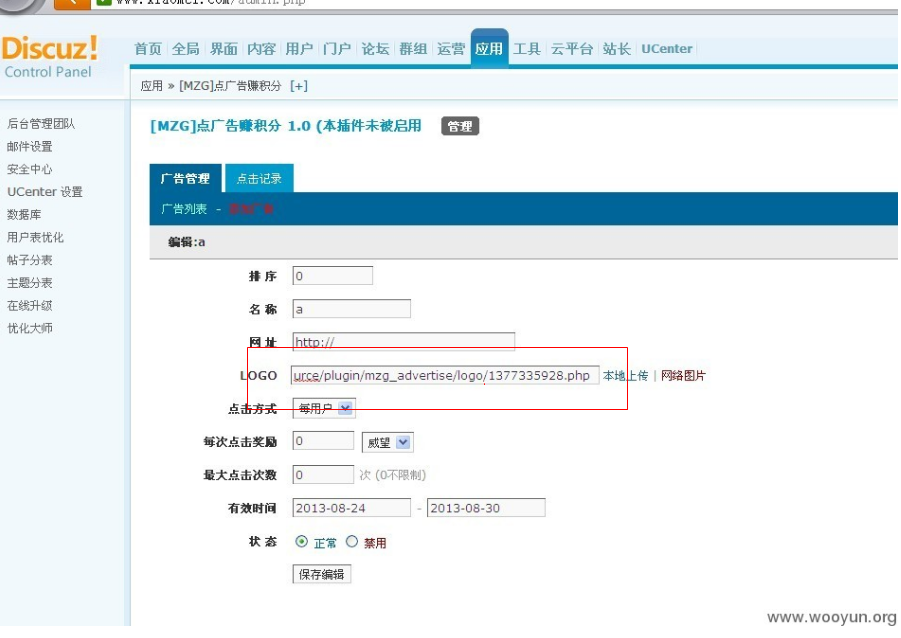 www.xiaomei.com/admin.php
Discuz!
Control Panel
首页 全局 界面 内容 用户 门户 论坛 群组 运营 应用 工具 云平台 站长 UCenter
应用 » [MZG]点广告赚积分 [+]
后台管理团队
邮件设置
安全中心
UCenter 设置
数据库
用户表优化
帖子分表
主题分表
在线升级
优化大师
[MZG]点广告赚积分 1.0 (本插件未被启用 管理
广告管理 点击记录
广告列表 -
编辑:a
排 序 0
名 称 a
网 址 http://
LOGO urce/plugin/mzg_advertise/logo/1377335928.php 本地上传 | 网络图片
点击方式 每用户
每次点击奖励 0 威望
最大点击次数 0 次 (0不限制)
有效时间 2013-08-24 - 2013-08-30
状 态 正常 禁用
保存编辑
www.wooyun.org